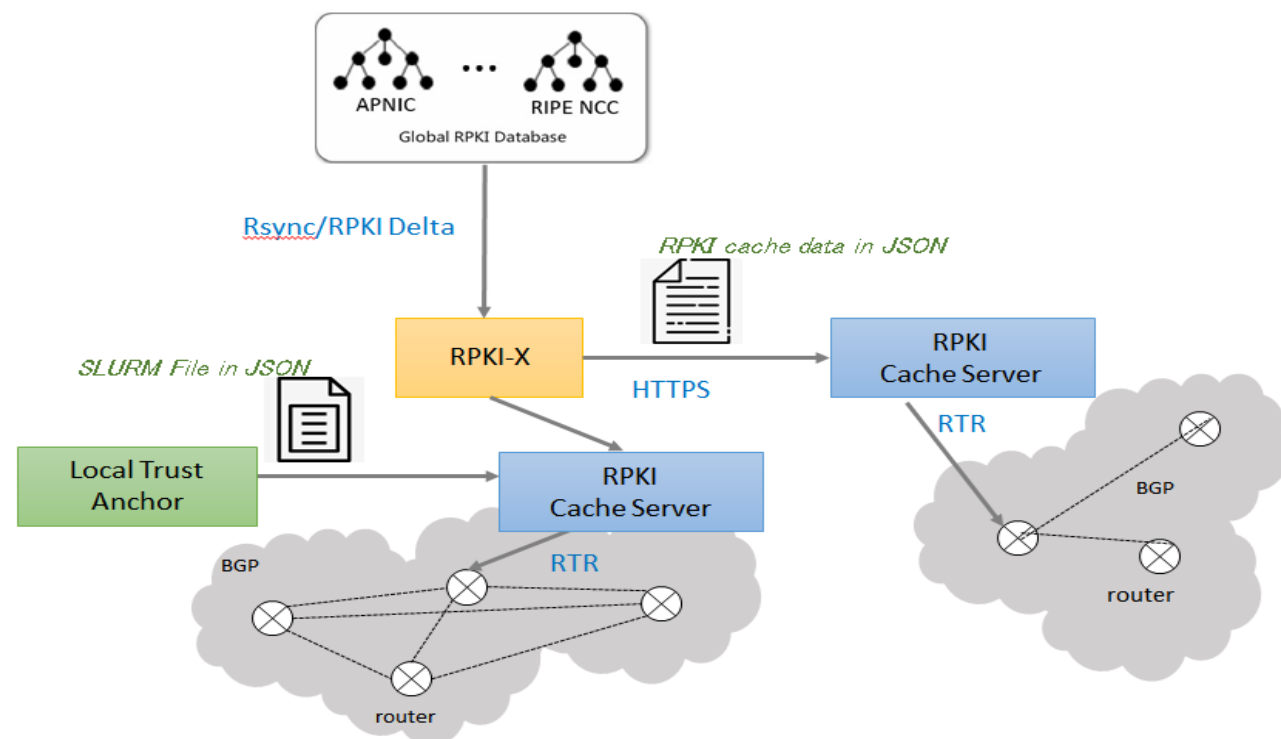 APNIC
...
RIPE NCC
Global RPKI Database
Rsync/RPKI Delta
RPKI cache data in JSON
RPKI-X
RPKI
Cache Server
SLURM File in JSON
HTTPS
RTR
Local Trust
Anchor
RPKI
Cache Server
BGP
BGP
RTR
router
router